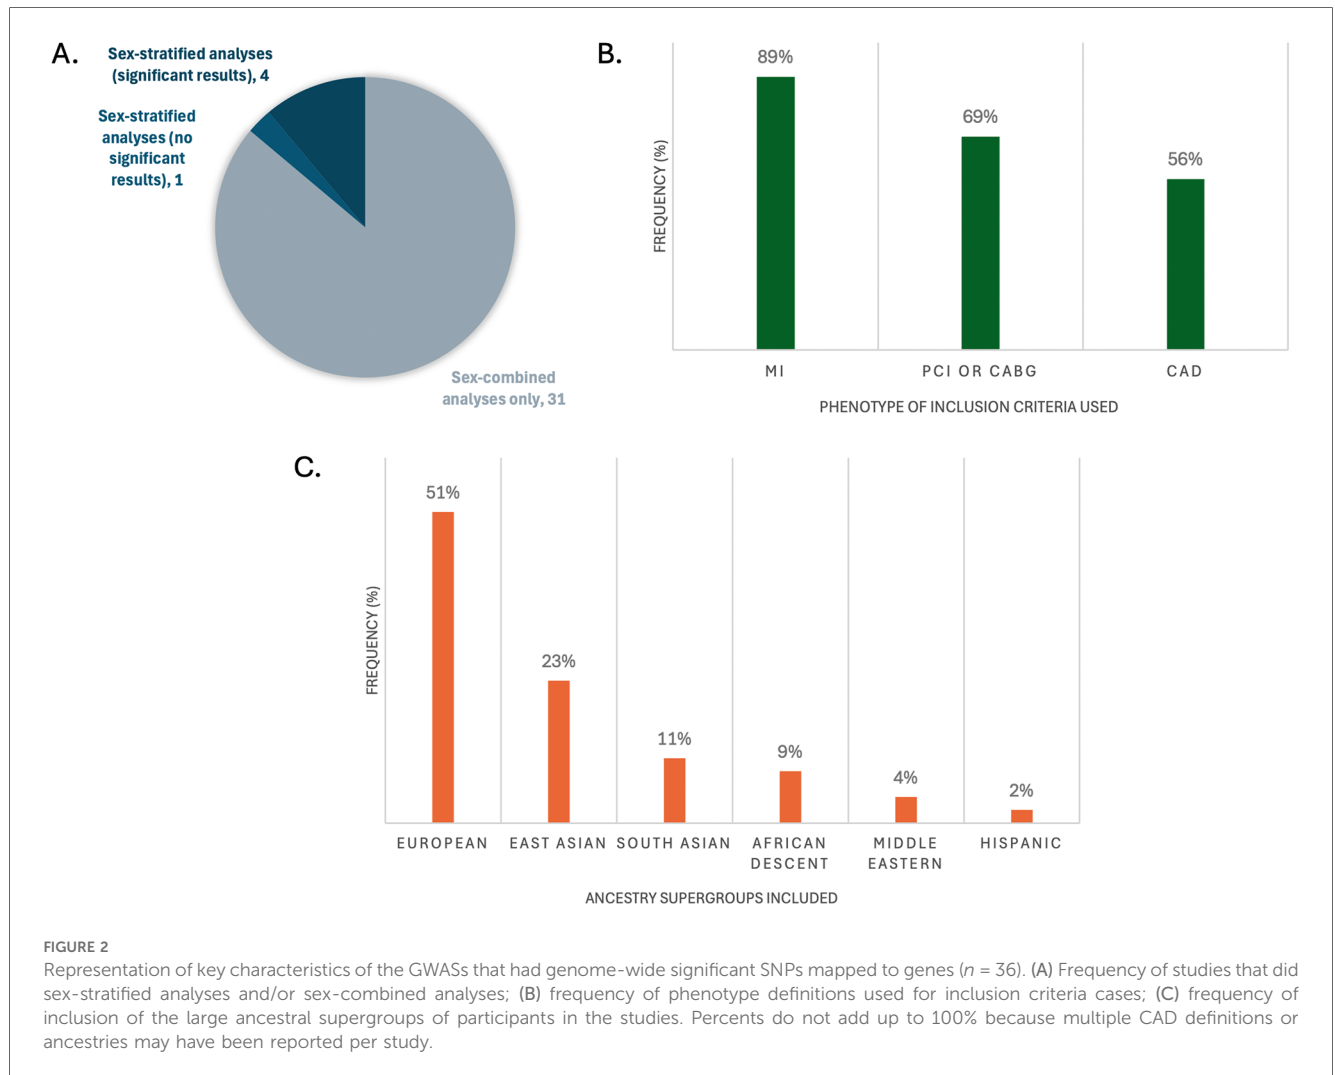 A.
Sex-stratified analyses
(significant results), 4
Sex-stratified
analyses (no
significant
results), 1
Sex-combined
analyses only, 31
B.
FREQUENCY (%)
89%
69%
56%
MI
PCI OR CABG
CAD
PHENOTYPE OF INCLUSION CRITERIA USED
C.
FREQUENCY (%)
51%
23%
11%
9%
4%
2%
EUROPEAN
EAST ASIAN
SOUTH ASIAN
AFRICAN
DESCENT
MIDDLE
EASTERN
HISPANIC
ANCESTRY SUPERGROUPS INCLUDED
FIGURE 2
Representation of key characteristics of the GWASs that had genome-wide significant SNPs mapped to genes (n = 36). (A) Frequency of studies that did
sex-stratified analyses and/or sex-combined analyses; (B) frequency of phenotype definitions used for inclusion criteria cases; (C) frequency of
inclusion of the large ancestral supergroups of participants in the studies. Percents do not add up to 100% because multiple CAD definitions or
ancestries may have been reported per study.